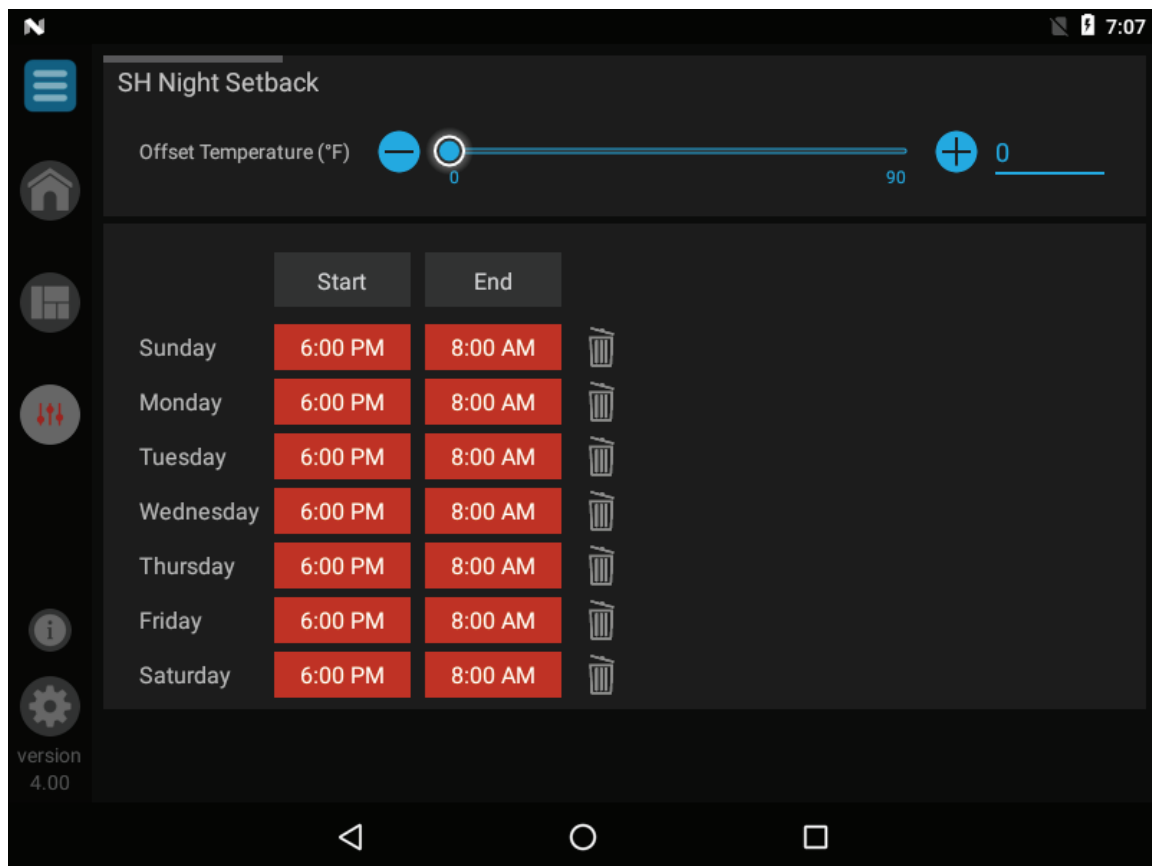 7:07
SH Night Setback
Offset Temperature (°F) 0
0 90
Start End
Sunday 6:00 PM 8:00 AM
Monday 6:00 PM 8:00 AM
Tuesday 6:00 PM 8:00 AM
Wednesday 6:00 PM 8:00 AM
Thursday 6:00 PM 8:00 AM
Friday 6:00 PM 8:00 AM
Saturday 6:00 PM 8:00 AM
version
4.00